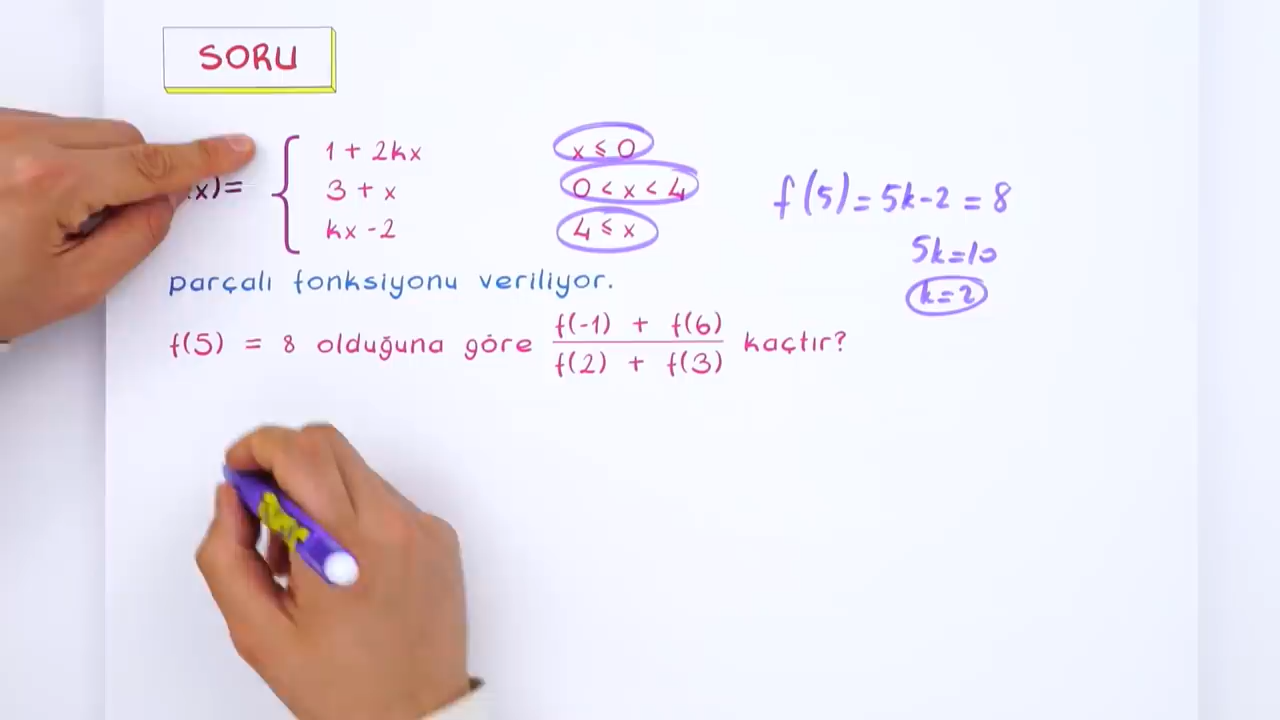 SORU
1 + 2kx x ≤ 0
x) = 3 + x 0 < x < 4
kx - 2 4 ≤ x
parçalı fonksiyonu veriliyor.
f(5) = 8 olduğuna göre f(-1) + f(6) / f(2) + f(3) kaçtır?
f(5) = 5k-2 = 8
5k=10
k=2